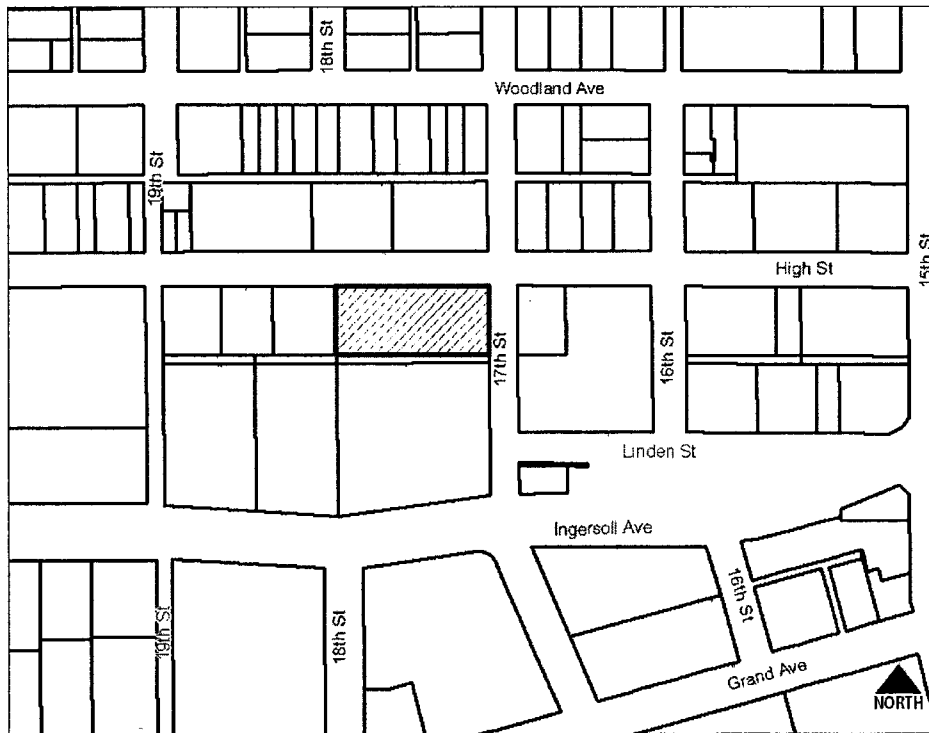 18th St
Woodland Ave
19th St
High St
15th St
17th St
16th St
Linden St
Ingersoll Ave
16th St
19th St
18th St
Grand Ave
NORTH